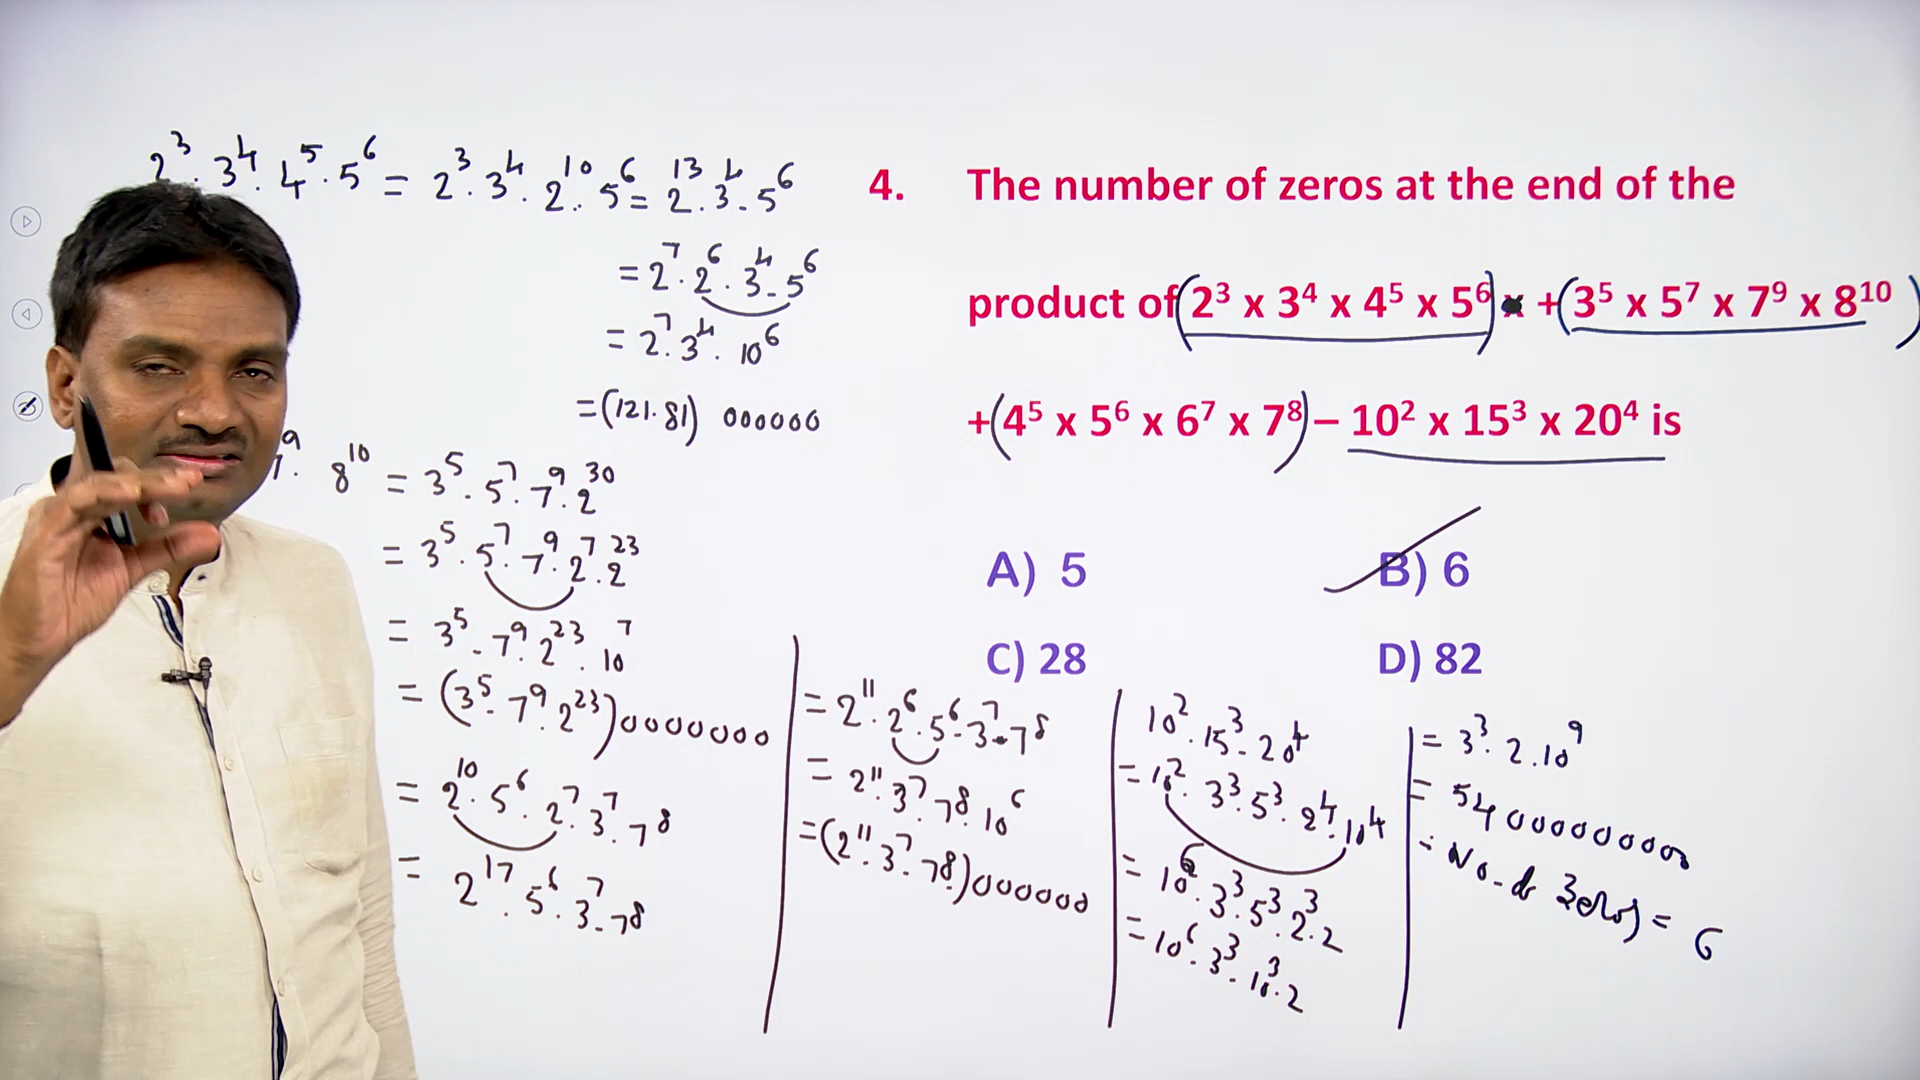 2³ . 3⁴ . 4⁵ . 5⁶ = 2³ . 3⁴ . 2¹⁰ . 5⁶ = 2¹³ . 3⁴ . 5⁶
= 2⁷ . 2⁶ . 3⁴ . 5⁶
= 2⁷ . 3⁴ . 10⁶
= (121.81) 000000
⁹ . 8¹⁰ = 3⁵ . 5⁷ . 7⁹ . 2³⁰
= 3⁵ . 5⁷ . 7⁹ . 2⁷ . 2²³
= 3⁵ . 7⁹ . 2²³ . 10⁷
= (3⁵ . 7⁹ . 2²³) 0000000
= 2¹⁰ . 5⁶ . 2⁷ . 3⁷ . 7⁸
= 2¹⁷ . 5⁶ . 3⁷ . 7⁸
4. The number of zeros at the end of the
product of (2³ x 3⁴ x 4⁵ x 5⁶) + (3⁵ x 5⁷ x 7⁹ x 8¹⁰)
+ (4⁵ x 5⁶ x 6⁷ x 7⁸) – 10² x 15³ x 20⁴ is
A) 5 B) 6
C) 28 D) 82
= 2¹¹ . 2⁶ . 5⁶ . 3⁷ . 7⁸
= 2¹¹ . 3⁷ . 7⁸ . 10⁶
= (2¹¹ . 3⁷ . 7⁸) 000000
10² . 15³ . 20⁴
= 10² . 3³ . 5³ . 2⁴ . 10⁴
= 10⁶ . 3³ . 5³ . 2³ . 2
= 10⁶ . 3³ . 10³ . 2
= 3³ . 2 . 10⁹
= 54000000000
No. of Zeros = 6